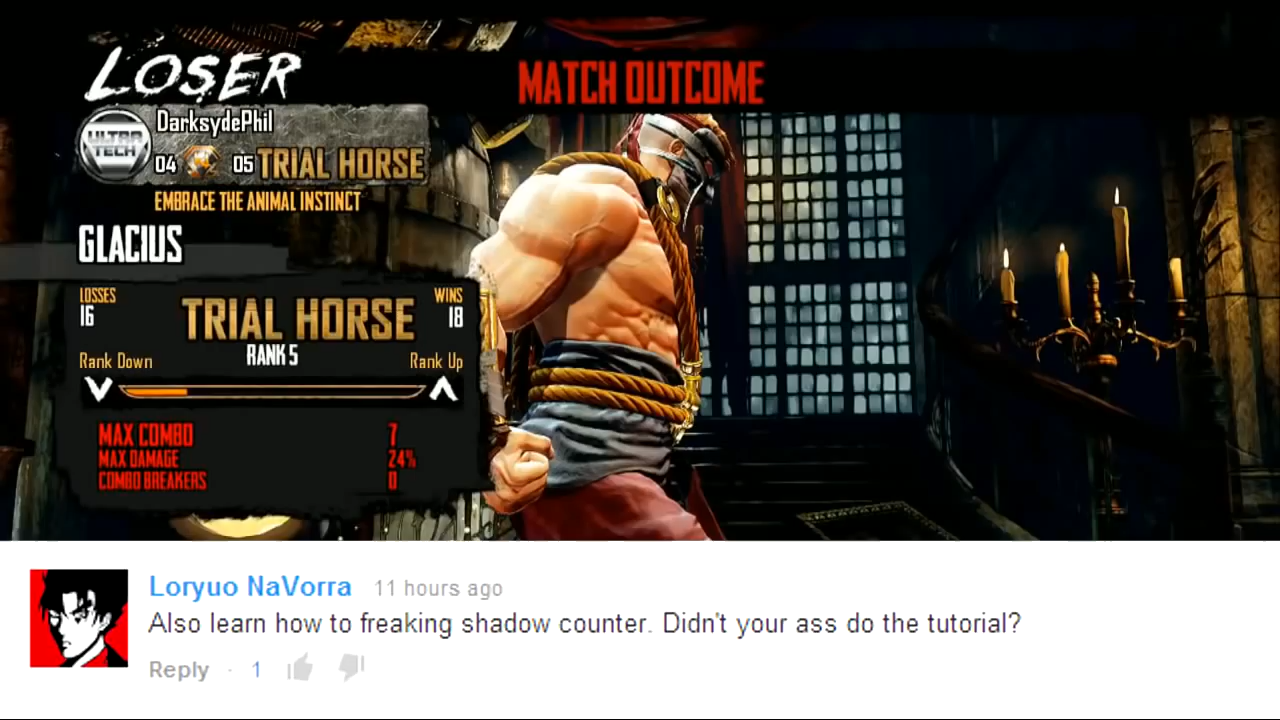 LOSER
MATCH OUTCOME
ULTRA
TECH
DarksydePhil
04 05 TRIAL HORSE
EMBRACE THE ANIMAL INSTINCT
GLACIUS
LOSSES
16
TRIAL HORSE
WINS
18
RANK 5
Rank Down
Rank Up
MAX COMBO 7
MAX DAMAGE 24%
COMBO BREAKERS 0
Loryuo NaVorra 11 hours ago
Also learn how to freaking shadow counter. Didn't your ass do the tutorial?
Reply · 1